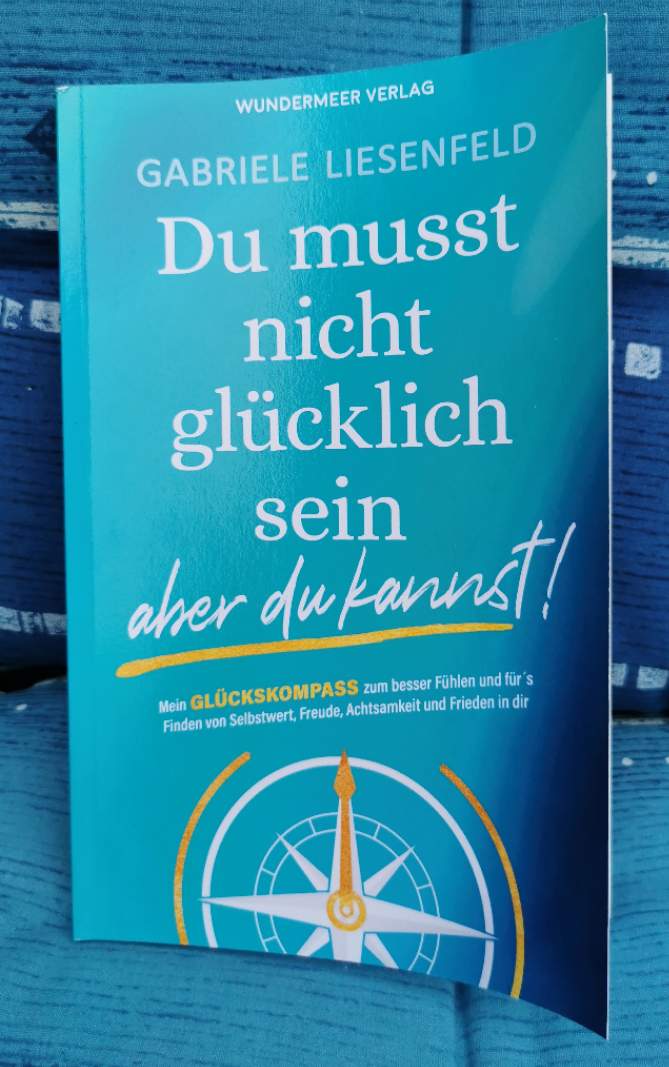 WUNDERMEER VERLAG
GABRIELE LIESENFELD
Du musst
nicht
glücklich
sein
aber du kannst!
Mein GLÜCKSKOMPASS zum besser Fühlen und für´s
Finden von Selbstwert, Freude, Achtsamkeit und Frieden in dir